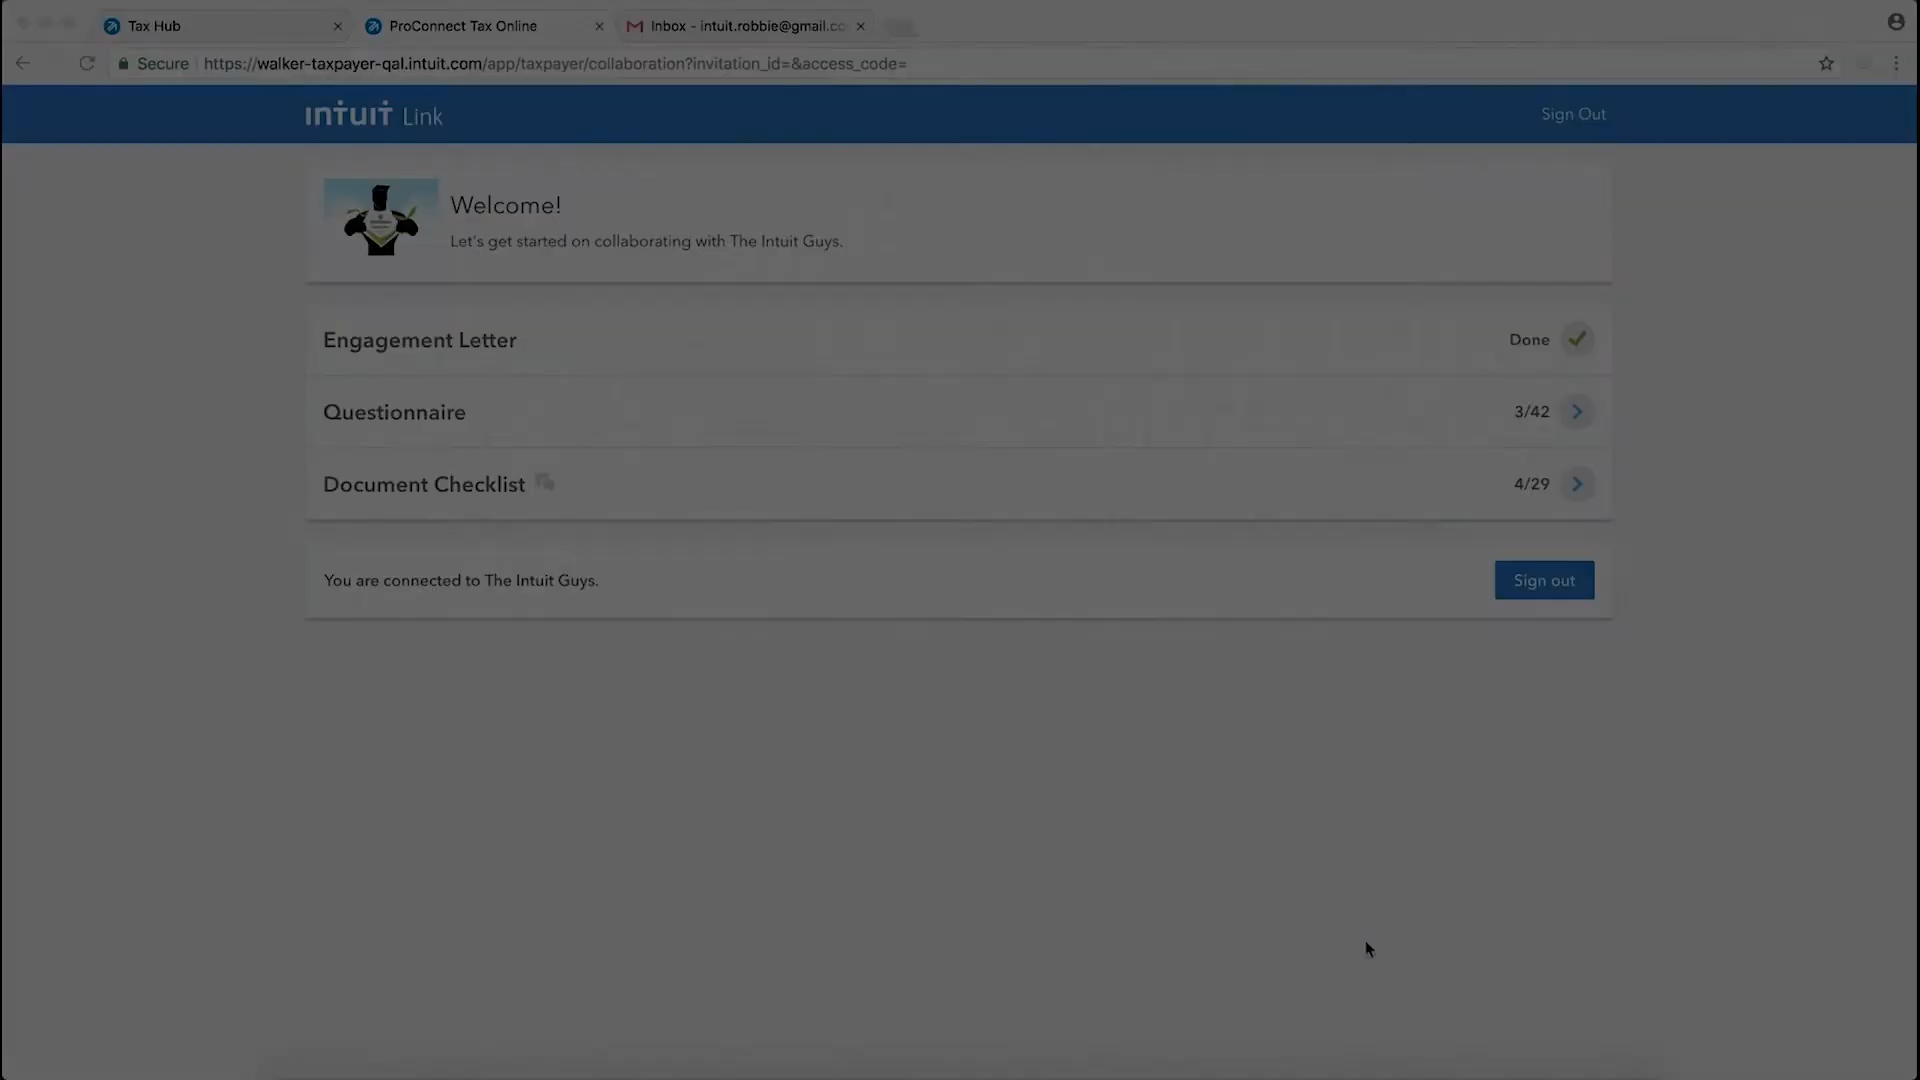 Tax Hub
ProConnect Tax Online
Inbox - intuit.robbie@gmail.co
Secure https://walker-taxpayer-qal.intuit.com/app/taxpayer/collaboration?invitation_id=&access_code=
intuit Link
Sign Out
Welcome!
Let's get started on collaborating with The Intuit Guys.
Engagement Letter
Done
Questionnaire
3/42
Document Checklist
4/29
You are connected to The Intuit Guys.
Sign out